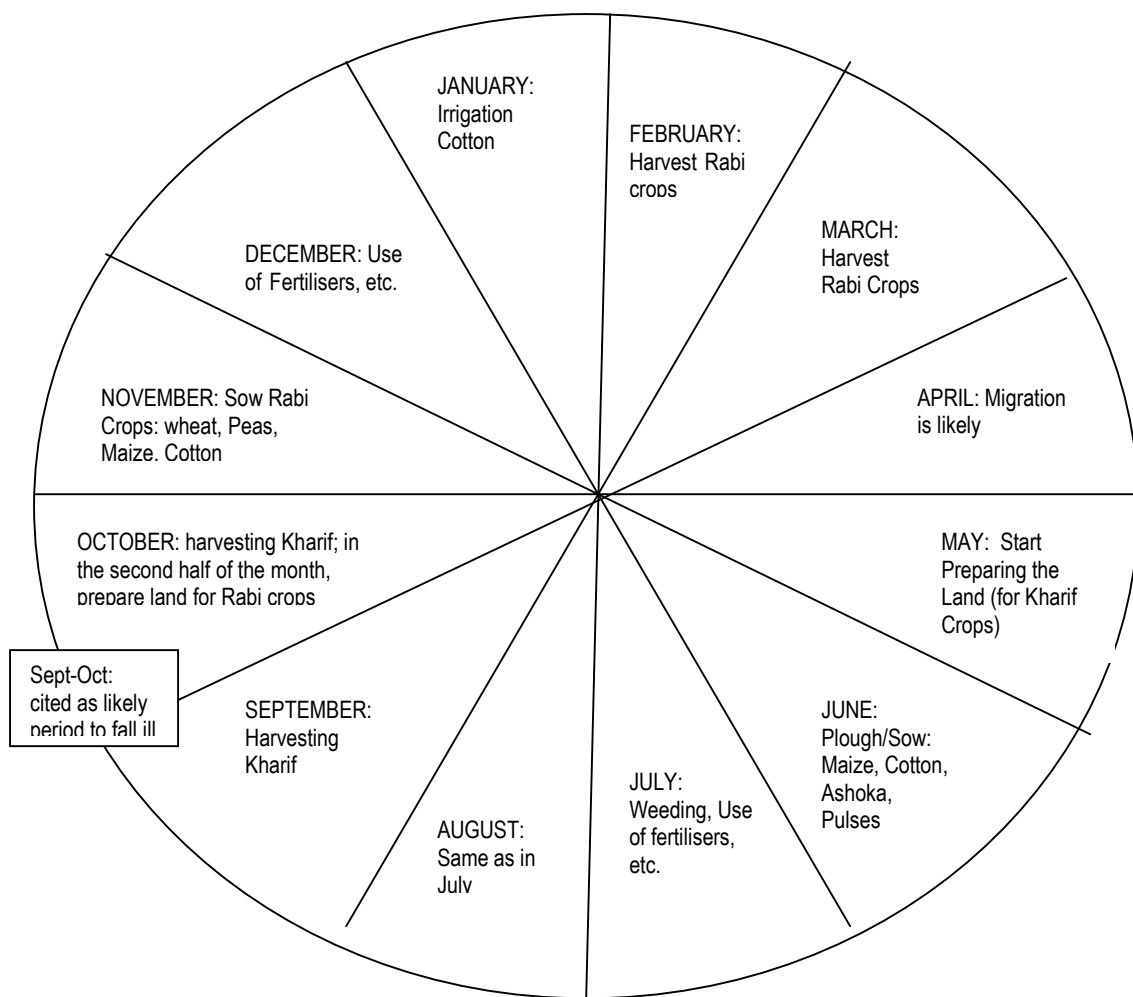 JANUARY:
Irrigation
Cotton
FEBRUARY:
Harvest Rabi
crops
MARCH:
Harvest
Rabi Crops
APRIL: Migration
is likely
MAY:  Start
Preparing the
Land (for Kharif
Crops)
JUNE:
Plough/Sow:
Maize, Cotton,
Ashoka,
Pulses
JULY:
Weeding, Use
of fertilisers,
etc.
AUGUST:
Same as in
July
SEPTEMBER:
Harvesting
Kharif
Sept-Oct:
cited as likely
period to fall ill
OCTOBER: harvesting Kharif; in
the second half of the month,
prepare land for Rabi crops
NOVEMBER: Sow Rabi
Crops: wheat, Peas,
Maize. Cotton
DECEMBER: Use
of Fertilisers, etc.